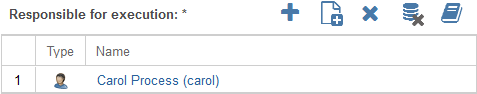 Responsible for execution: *
Type Name
1 Carol Process (carol)